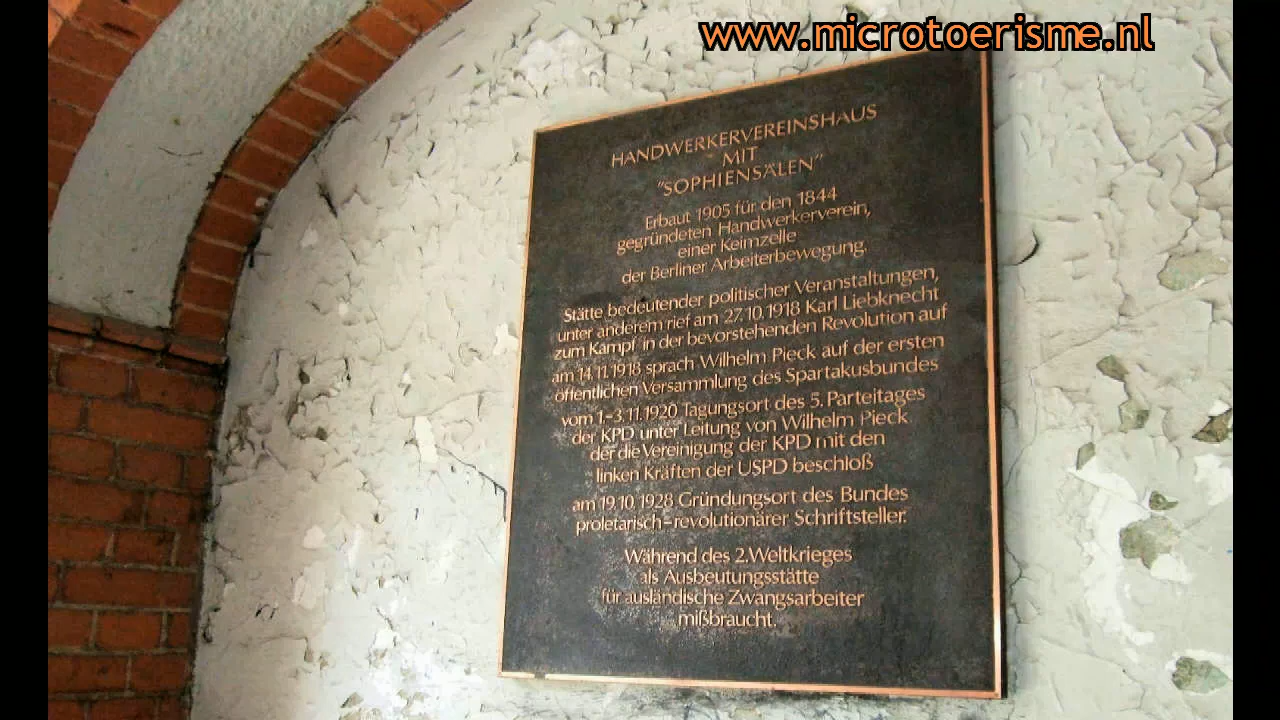 www.microtoerisme.nl
HANDWERKERVEREINSHAUS
MIT
"SOPHIENSÄLEN"
Erbaut 1905 für den 1844
gegründeten Handwerkerverein,
einer Keimzelle
der Berliner Arbeiterbewegung.
Stätte bedeutender politischer Veranstaltungen,
unter anderem rief am 27.10.1918 Karl Liebknecht
zum Kampf in der bevorstehenden Revolution auf
am 14.11.1918 sprach Wilhelm Pieck auf der ersten
öffentlichen Versammlung des Spartakusbundes
vom 1.-3.11.1920 Tagungsort des 5. Parteitages
der KPD unter Leitung von Wilhelm Pieck
der die Vereinigung der KPD mit den
linken Kräften der USPD beschloß
am 19.10.1928 Gründungsort des Bundes
proletarisch-revolutionärer Schriftsteller.
Während des 2. Weltkrieges
als Ausbeutungsstätte
für ausländische Zwangsarbeiter
mißbraucht.